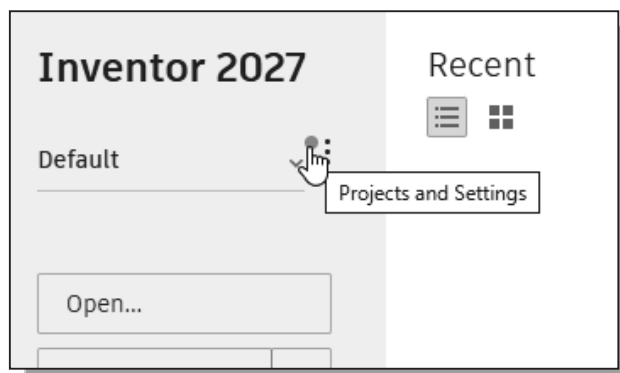 Inventor 2027
Recent
Default
Projects and Settings
Open...